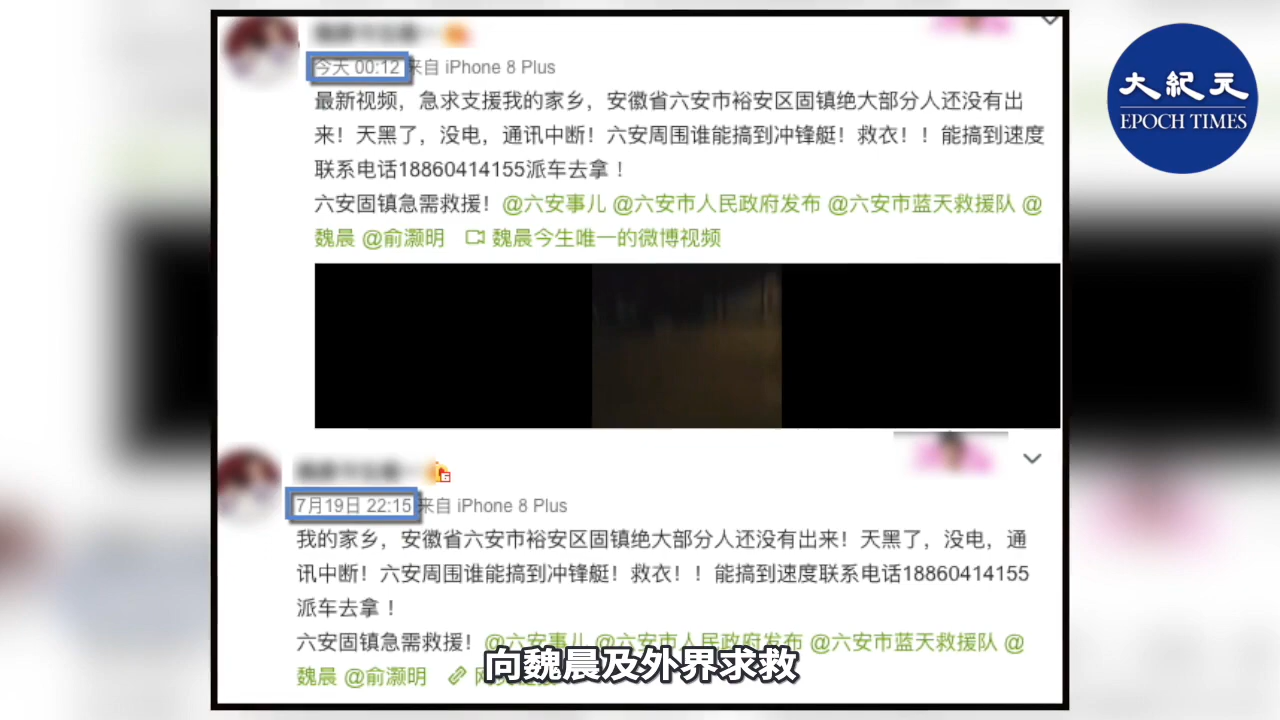 今天 00:12 来自 iPhone 8 Plus
最新视频，急求支援我的家乡，安徽省六安市裕安区固镇绝大部分人还没有出
来！天黑了，没电，通讯中断！六安周围谁能搞到冲锋艇！救衣！！能搞到速度
联系电话18860414155派车去拿！
六安固镇急需救援！@六安事儿 @六安市人民政府发布 @六安市蓝天救援队 @
魏晨 @俞灏明 魏晨今生唯一的微博视频
大紀元
EPOCH TIMES
7月19日 22:15 来自 iPhone 8 Plus
我的家乡，安徽省六安市裕安区固镇绝大部分人还没有出来！天黑了，没电，通
讯中断！六安周围谁能搞到冲锋艇！救衣！！能搞到速度联系电话18860414155
派车去拿！
六安固镇急需救援！@六安事儿 @六安市人民政府发布 @六安市蓝天救援队 @
魏晨 @俞灏明
向魏晨及外界求救